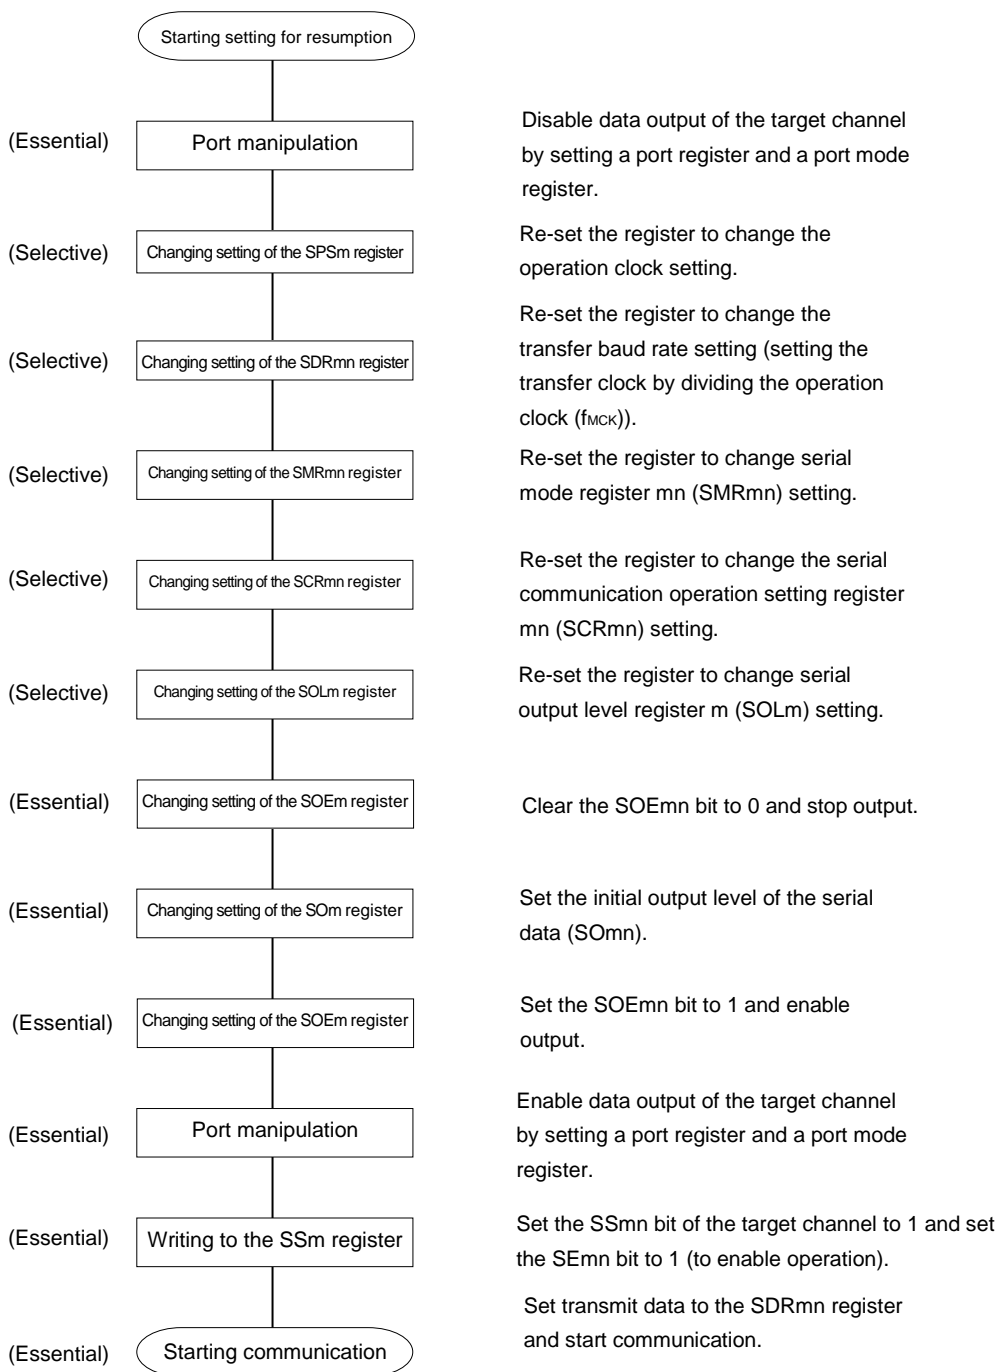 Starting setting for resumption
(Essential)
Port manipulation
Disable data output of the target channel
by setting a port register and a port mode
register.
(Selective)
Changing setting of the SPSm register
Re-set the register to change the
operation clock setting.
(Selective)
Changing setting of the SDRmn register
Re-set the register to change the
transfer baud rate setting (setting the
transfer clock by dividing the operation
clock (fMCK)).
(Selective)
Changing setting of the SMRmn register
Re-set the register to change serial
mode register mn (SMRmn) setting.
(Selective)
Changing setting of the SCRmn register
Re-set the register to change the serial
communication operation setting register
mn (SCRmn) setting.
(Selective)
Changing setting of the SOLm register
Re-set the register to change serial
output level register m (SOLm) setting.
(Essential)
Changing setting of the SOEm register
Clear the SOEmn bit to 0 and stop output.
(Essential)
Changing setting of the SOm register
Set the initial output level of the serial
data (SOmn).
(Essential)
Changing setting of the SOEm register
Set the SOEmn bit to 1 and enable
output.
(Essential)
Port manipulation
Enable data output of the target channel
by setting a port register and a port mode
register.
(Essential)
Writing to the SSm register
Set the SSmn bit of the target channel to 1 and set
the SEmn bit to 1 (to enable operation).
(Essential)
Starting communication
Set transmit data to the SDRmn register
and start communication.